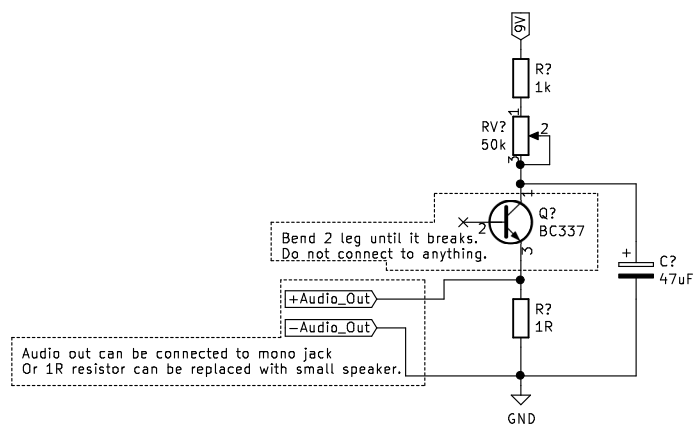 9V
R?
1k
1
RV?
50k
2
3
1
Q?
BC337
2
3
Bend 2 leg until it breaks.
Do not connect to anything.
+
C?
47uF
+Audio_Out
R?
1R
-Audio_Out
Audio out can be connected to mono jack
Or 1R resistor can be replaced with small speaker.
GND